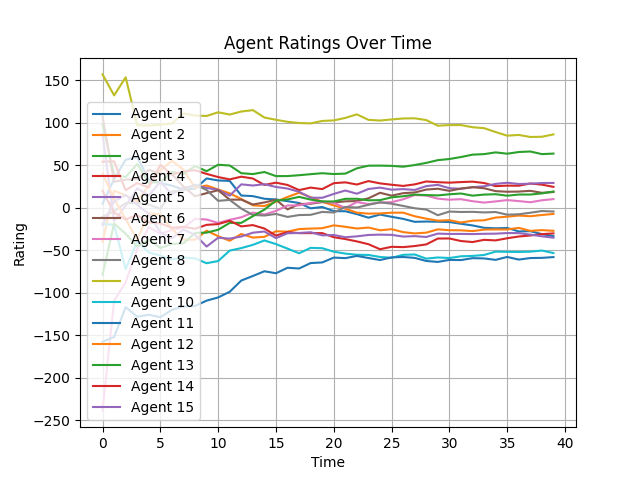 Agent Ratings Over Time
Rating
150
100
50
0
−50
−100
−150
−200
−250
Agent 1
Agent 2
Agent 3
Agent 4
Agent 5
Agent 6
Agent 7
Agent 8
Agent 9
Agent 10
Agent 11
Agent 12
Agent 13
Agent 14
Agent 15
0 5 10 15 20 25 30 35 40
Time